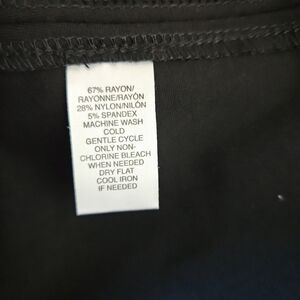 67% RAYON/
RAYONNE/RAYÓN
28% NYLON/NILÓN
5% SPANDEX
MACHINE WASH
COLD
GENTLE CYCLE
ONLY NON-
CHLORINE BLEACH
WHEN NEEDED
DRY FLAT
COOL IRON
IF NEEDED